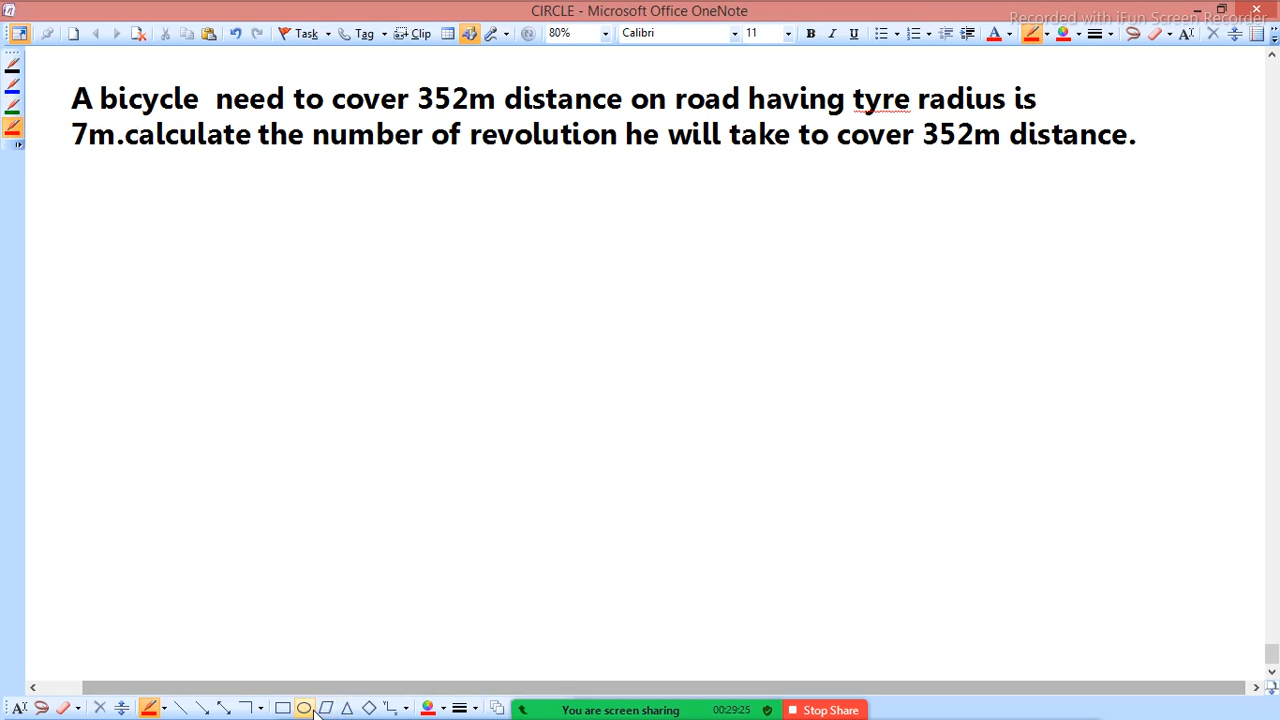 CIRCLE - Microsoft Office OneNote
Recorded with iFun Screen Recorder
Task Tag Clip 80% Calibri 11 B I U
A bicycle  need to cover 352m distance on road having tyre radius is
7m.calculate the number of revolution he will take to cover 352m distance.
You are screen sharing 00:29:25 Stop Share